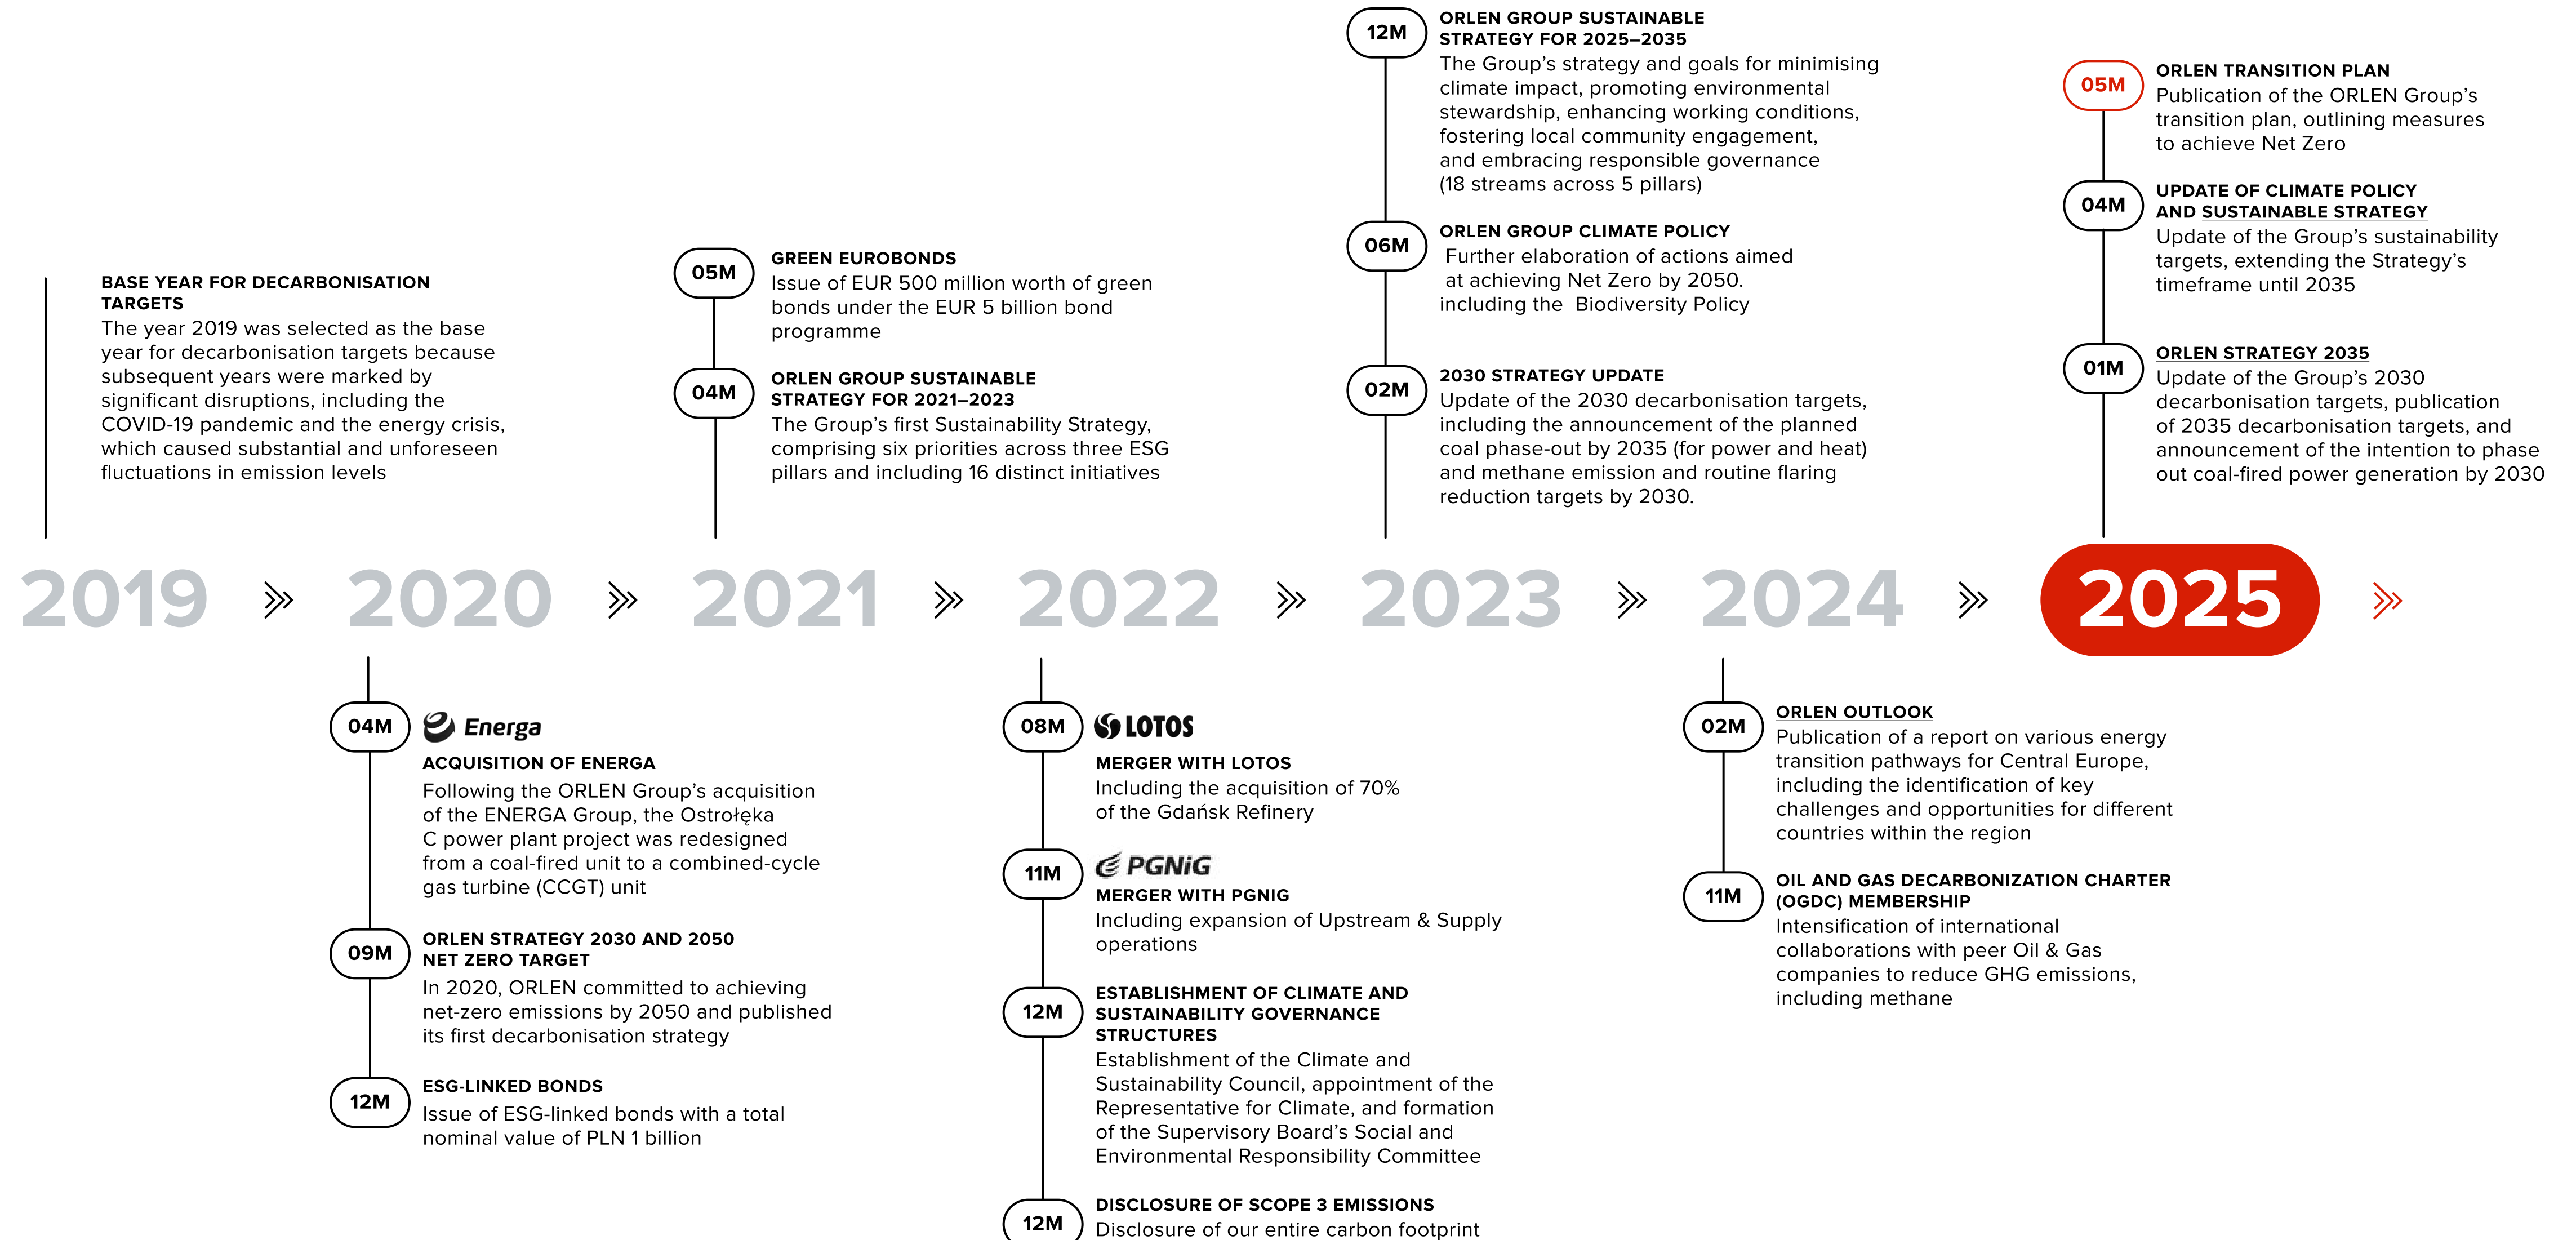 BASE YEAR FOR DECARBONISATION
TARGETS
The year 2019 was selected as the base
year for decarbonisation targets because
subsequent years were marked by
significant disruptions, including the
COVID-19 pandemic and the energy crisis,
which caused substantial and unforeseen
fluctuations in emission levels
05M
GREEN EUROBONDS
Issue of EUR 500 million worth of green
bonds under the EUR 5 billion bond
programme
04M
ORLEN GROUP SUSTAINABLE
STRATEGY FOR 2021–2023
The Group's first Sustainability Strategy,
comprising six priorities across three ESG
pillars and including 16 distinct initiatives
12M
ORLEN GROUP SUSTAINABLE
STRATEGY FOR 2025–2035
The Group's strategy and goals for minimising
climate impact, promoting environmental
stewardship, enhancing working conditions,
fostering local community engagement,
and embracing responsible governance
(18 streams across 5 pillars)
06M
ORLEN GROUP CLIMATE POLICY
Further elaboration of actions aimed
at achieving Net Zero by 2050.
including the Biodiversity Policy
02M
2030 STRATEGY UPDATE
Update of the 2030 decarbonisation targets,
including the announcement of the planned
coal phase-out by 2035 (for power and heat)
and methane emission and routine flaring
reduction targets by 2030.
05M
ORLEN TRANSITION PLAN
Publication of the ORLEN Group's
transition plan, outlining measures
to achieve Net Zero
04M
UPDATE OF CLIMATE POLICY
AND SUSTAINABLE STRATEGY
Update of the Group's sustainability
targets, extending the Strategy's
timeframe until 2035
01M
ORLEN STRATEGY 2035
Update of the Group's 2030
decarbonisation targets, publication
of 2035 decarbonisation targets, and
announcement of the intention to phase
out coal-fired power generation by 2030
2019 2020 2021 2022 2023 2024 2025
04M
Energa
ACQUISITION OF ENERGA
Following the ORLEN Group's acquisition
of the ENERGA Group, the Ostrołęka
C power plant project was redesigned
from a coal-fired unit to a combined-cycle
gas turbine (CCGT) unit
09M
ORLEN STRATEGY 2030 AND 2050
NET ZERO TARGET
In 2020, ORLEN committed to achieving
net-zero emissions by 2050 and published
its first decarbonisation strategy
12M
ESG-LINKED BONDS
Issue of ESG-linked bonds with a total
nominal value of PLN 1 billion
08M
LOTOS
MERGER WITH LOTOS
Including the acquisition of 70%
of the Gdańsk Refinery
11M
PGNiG
MERGER WITH PGNIG
Including expansion of Upstream & Supply
operations
12M
ESTABLISHMENT OF CLIMATE AND
SUSTAINABILITY GOVERNANCE
STRUCTURES
Establishment of the Climate and
Sustainability Council, appointment of the
Representative for Climate, and formation
of the Supervisory Board's Social and
Environmental Responsibility Committee
12M
DISCLOSURE OF SCOPE 3 EMISSIONS
Disclosure of our entire carbon footprint
02M
ORLEN OUTLOOK
Publication of a report on various energy
transition pathways for Central Europe,
including the identification of key
challenges and opportunities for different
countries within the region
11M
OIL AND GAS DECARBONIZATION CHARTER
(OGDC) MEMBERSHIP
Intensification of international
collaborations with peer Oil & Gas
companies to reduce GHG emissions,
including methane